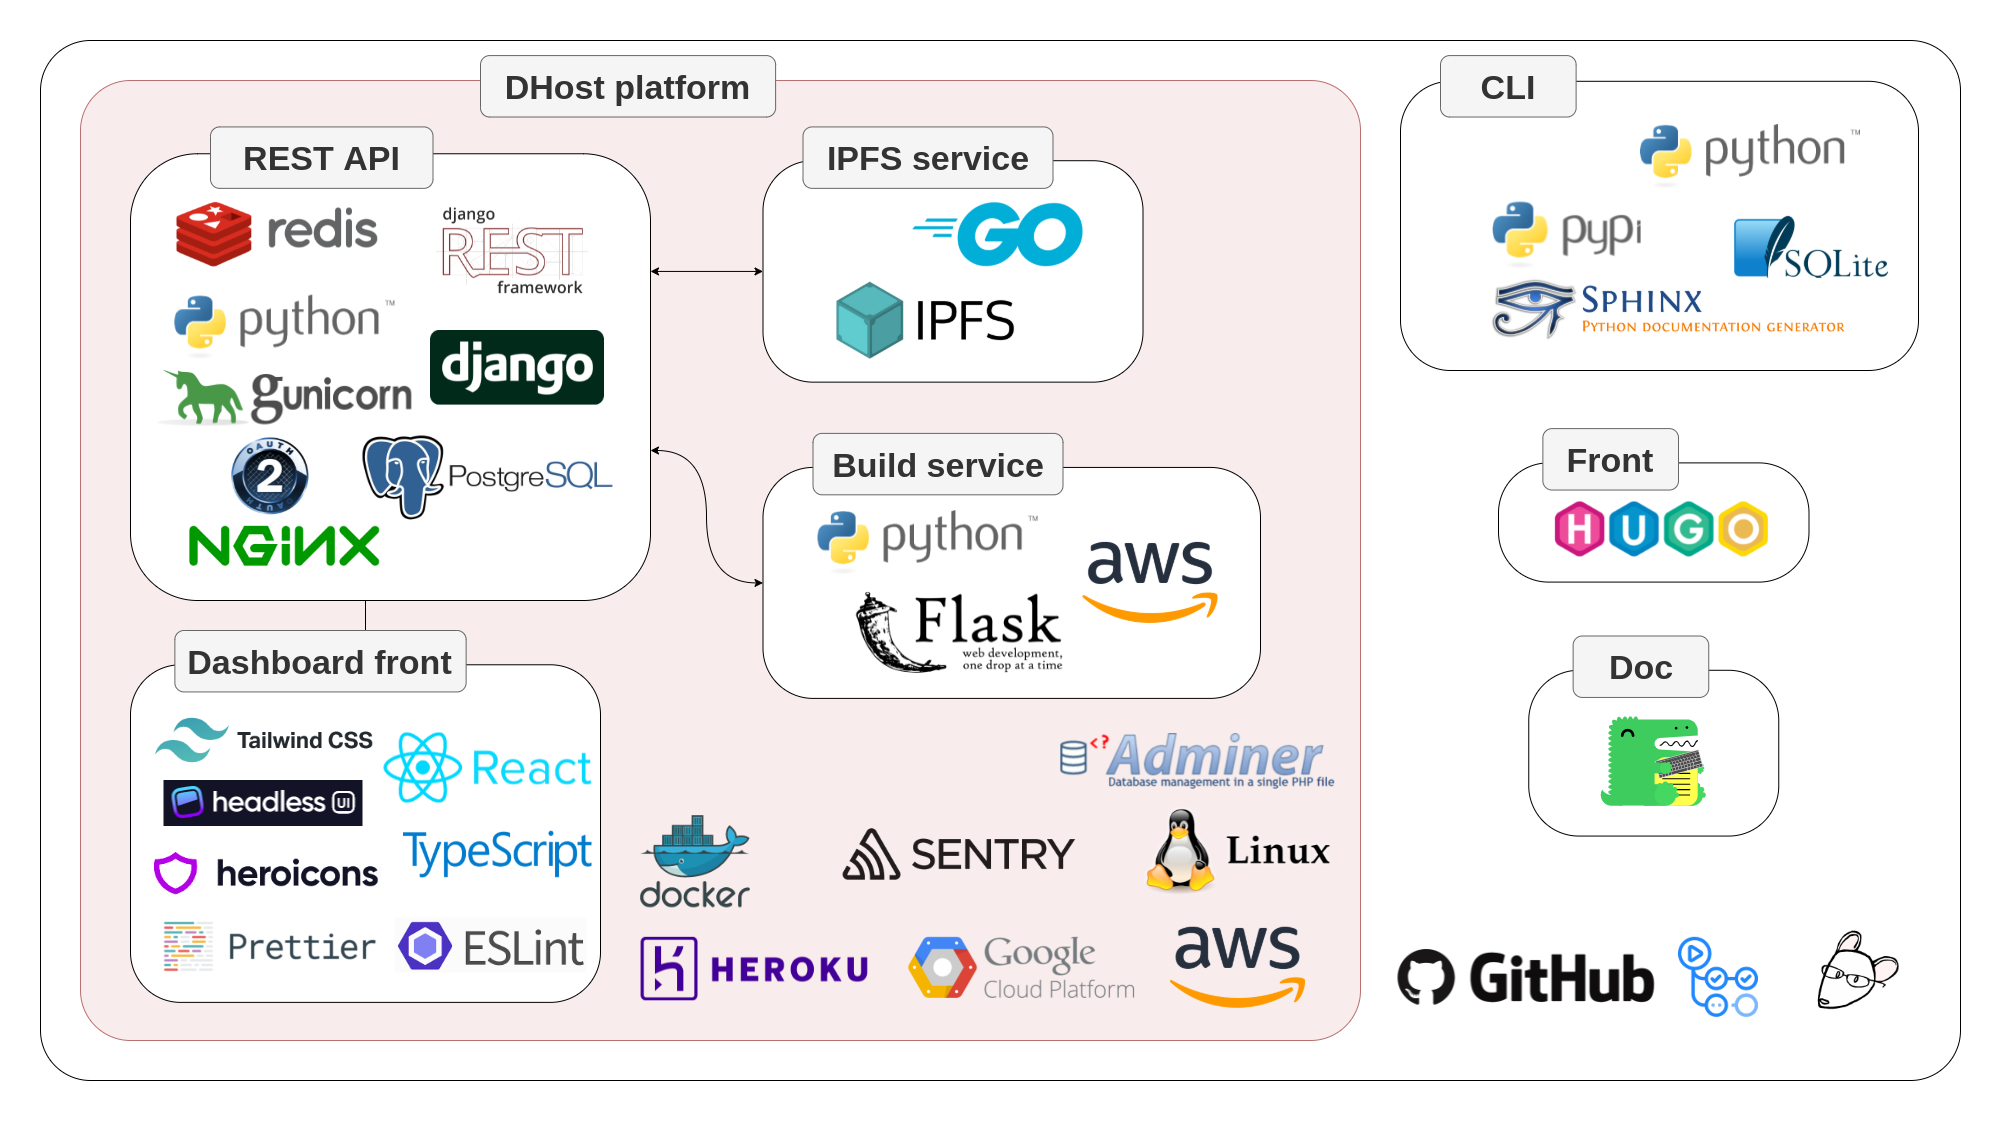 DHost platform
REST API
redis
django
REST
framework
python™
gunicorn
django
OAUTH
2
OAUTH
PostgreSQL
NGiNX
IPFS service
GO
IPFS
Build service
python™
aws
Flask
web development,
one drop at a time
Dashboard front
Tailwind CSS
React
headless UI
TypeScript
heroicons
Prettier
ESLint
<? Adminer
Database management in a single PHP file
docker
SENTRY
Linux
HEROKU
Google
Cloud Platform
aws
CLI
python™
pypi
SQLite
SPHINX
PYTHON DOCUMENTATION GENERATOR
Front
HUGO
Doc
GitHub